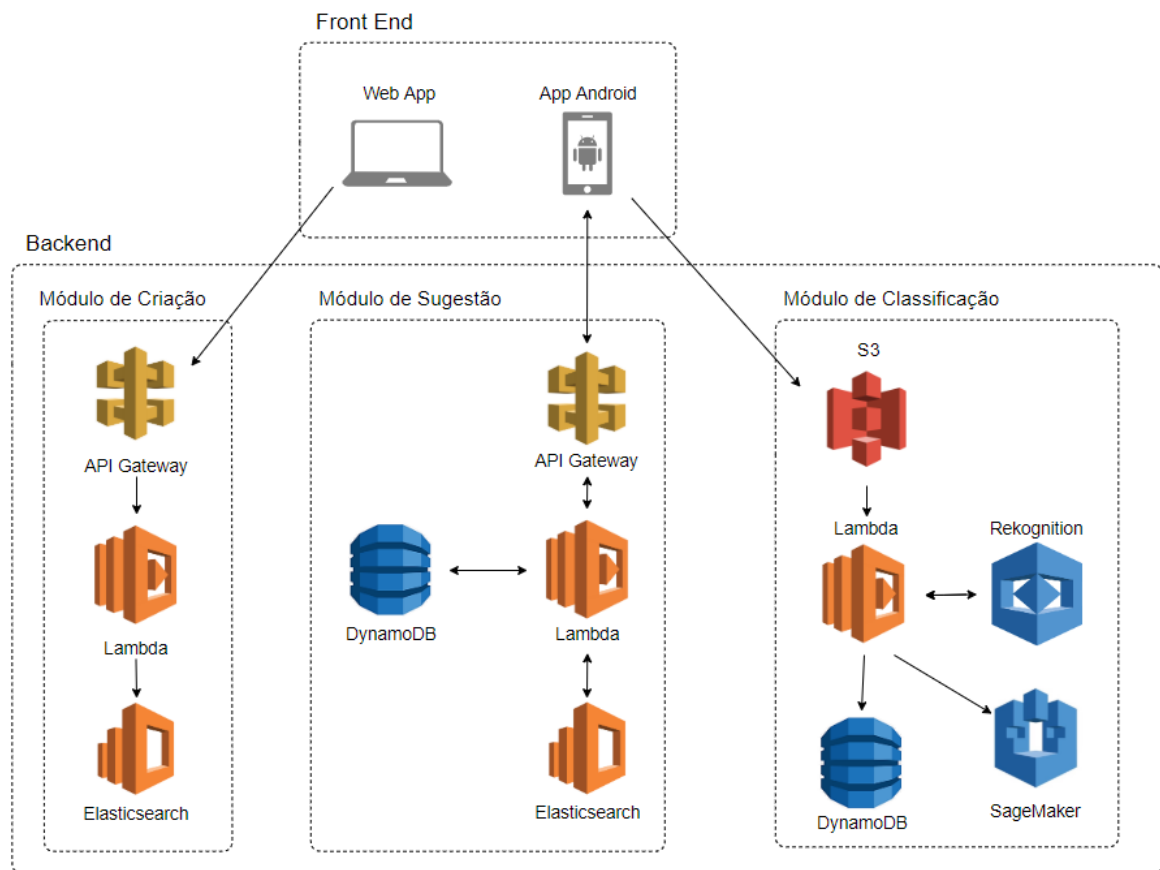 Front End
Web App
App Android
Backend
Módulo de Criação
Módulo de Sugestão
Módulo de Classificação
API Gateway
Lambda
Elasticsearch
API Gateway
DynamoDB
Lambda
Elasticsearch
S3
Lambda
Rekognition
DynamoDB
SageMaker